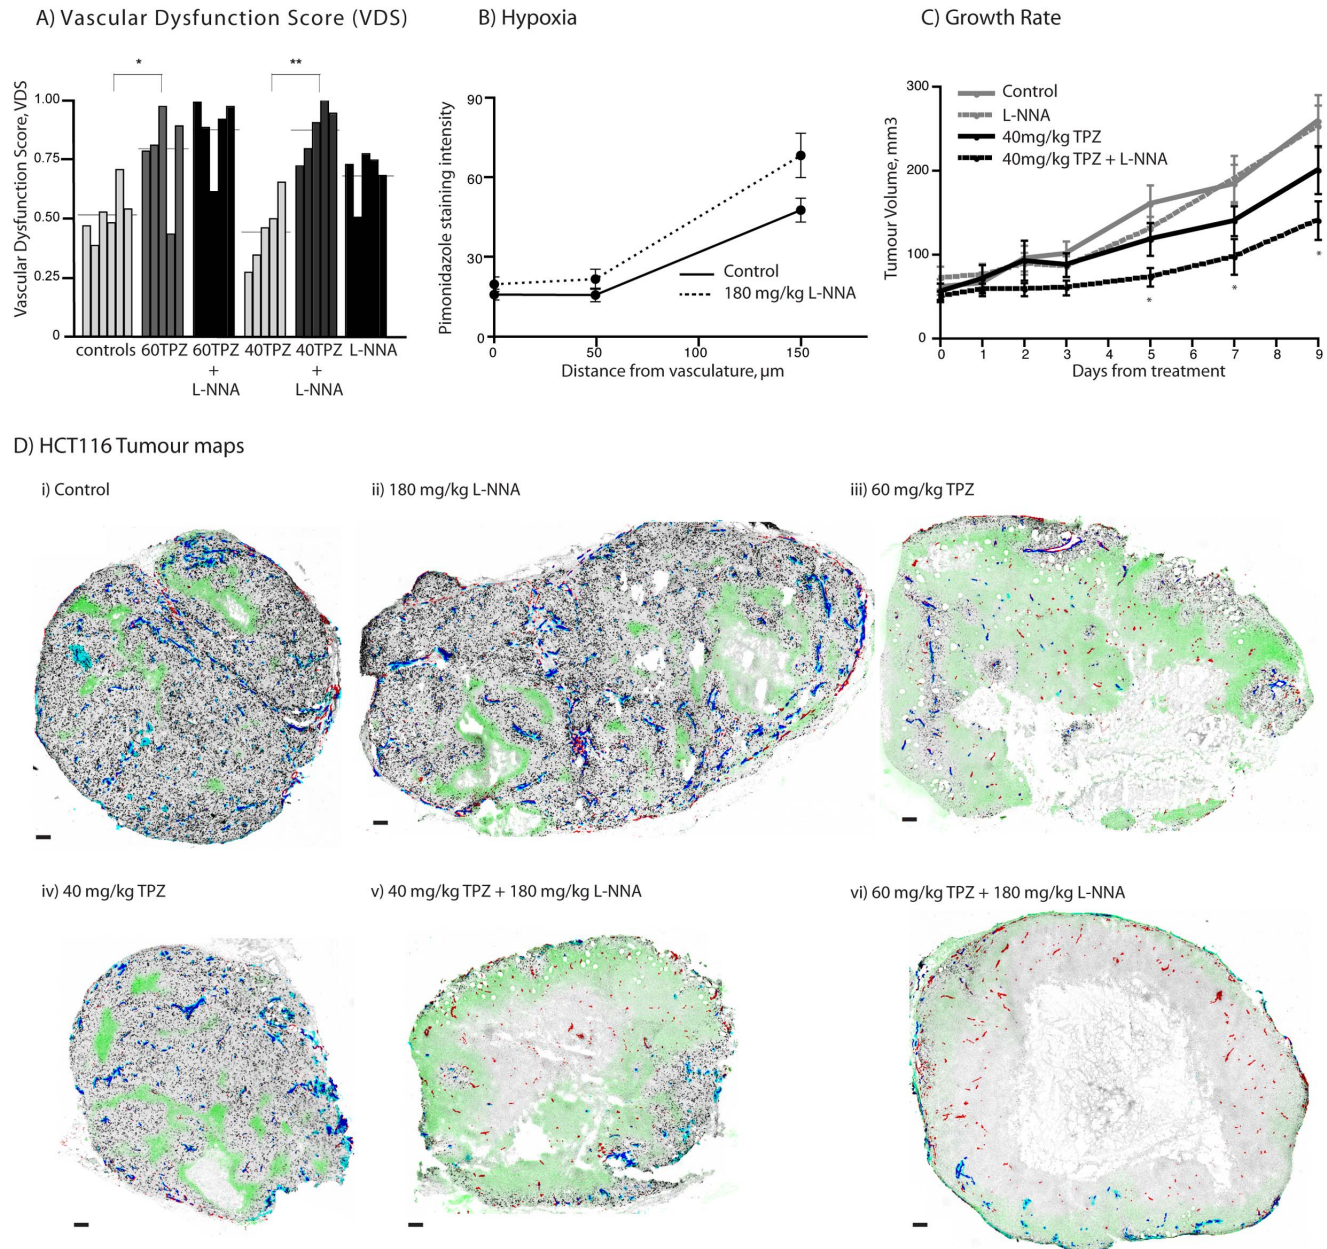 A) Vascular Dysfunction Score (VDS)
Vascular Dysfunction Score, VDS
1.00
0.75
0.50
0.25
0
*
**
controls 60TPZ 60TPZ 40TPZ 40TPZ L-NNA
+ +
L-NNA L-NNA
B) Hypoxia
Pimonidazole staining intensity
90
60
30
0
Control
180 mg/kg L-NNA
0 50 100 150
Distance from vasculature, µm
C) Growth Rate
Tumour Volume, mm3
300
200
100
0
Control
L-NNA
40mg/kg TPZ
40mg/kg TPZ + L-NNA
*
*
*
0 1 2 3 4 5 6 7 8 9
Days from treatment
D) HCT116 Tumour maps
i) Control
ii) 180 mg/kg L-NNA
iii) 60 mg/kg TPZ
iv) 40 mg/kg TPZ
v) 40 mg/kg TPZ + 180 mg/kg L-NNA
vi) 60 mg/kg TPZ + 180 mg/kg L-NNA